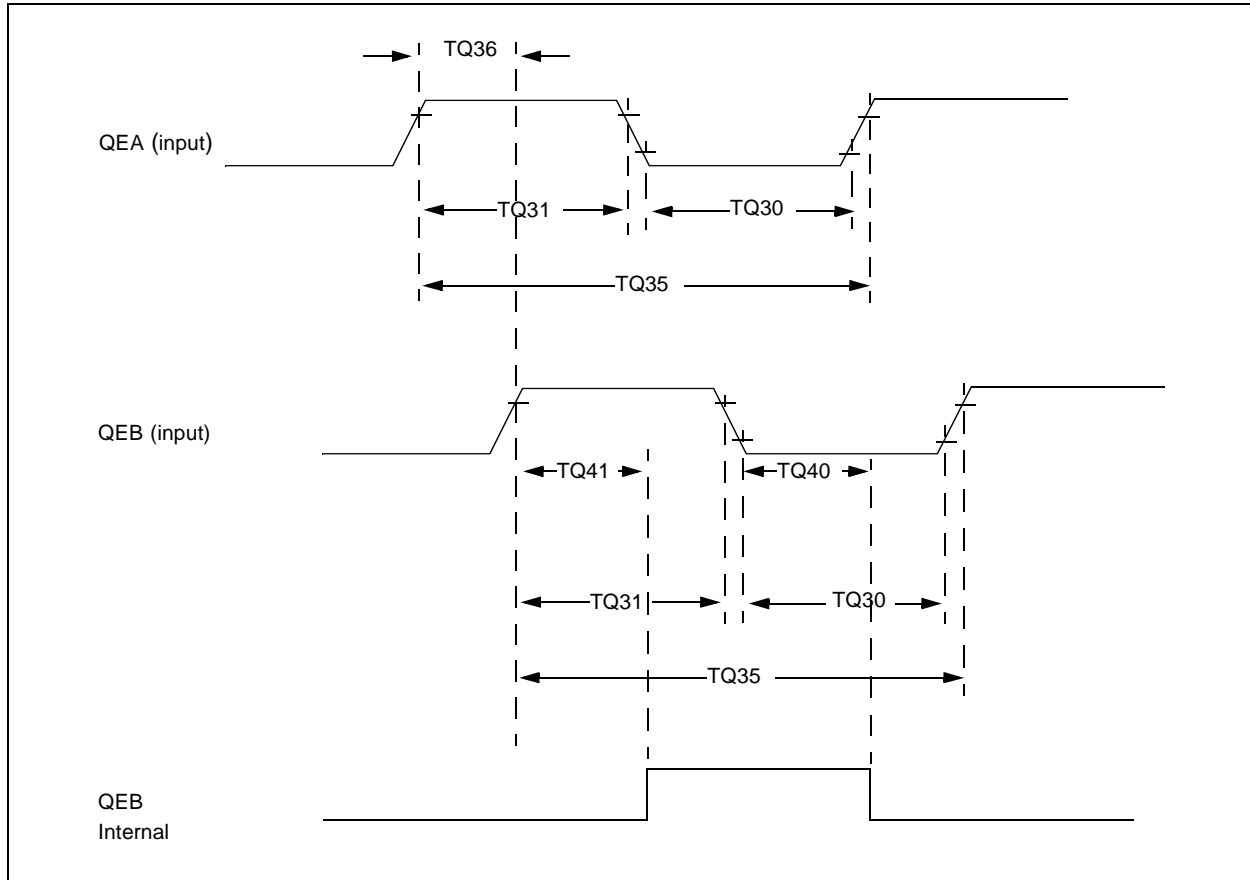 TQ36
QEA (input)
TQ31
TQ30
TQ35
QEB (input)
TQ41
TQ40
TQ31
TQ30
TQ35
QEB
Internal